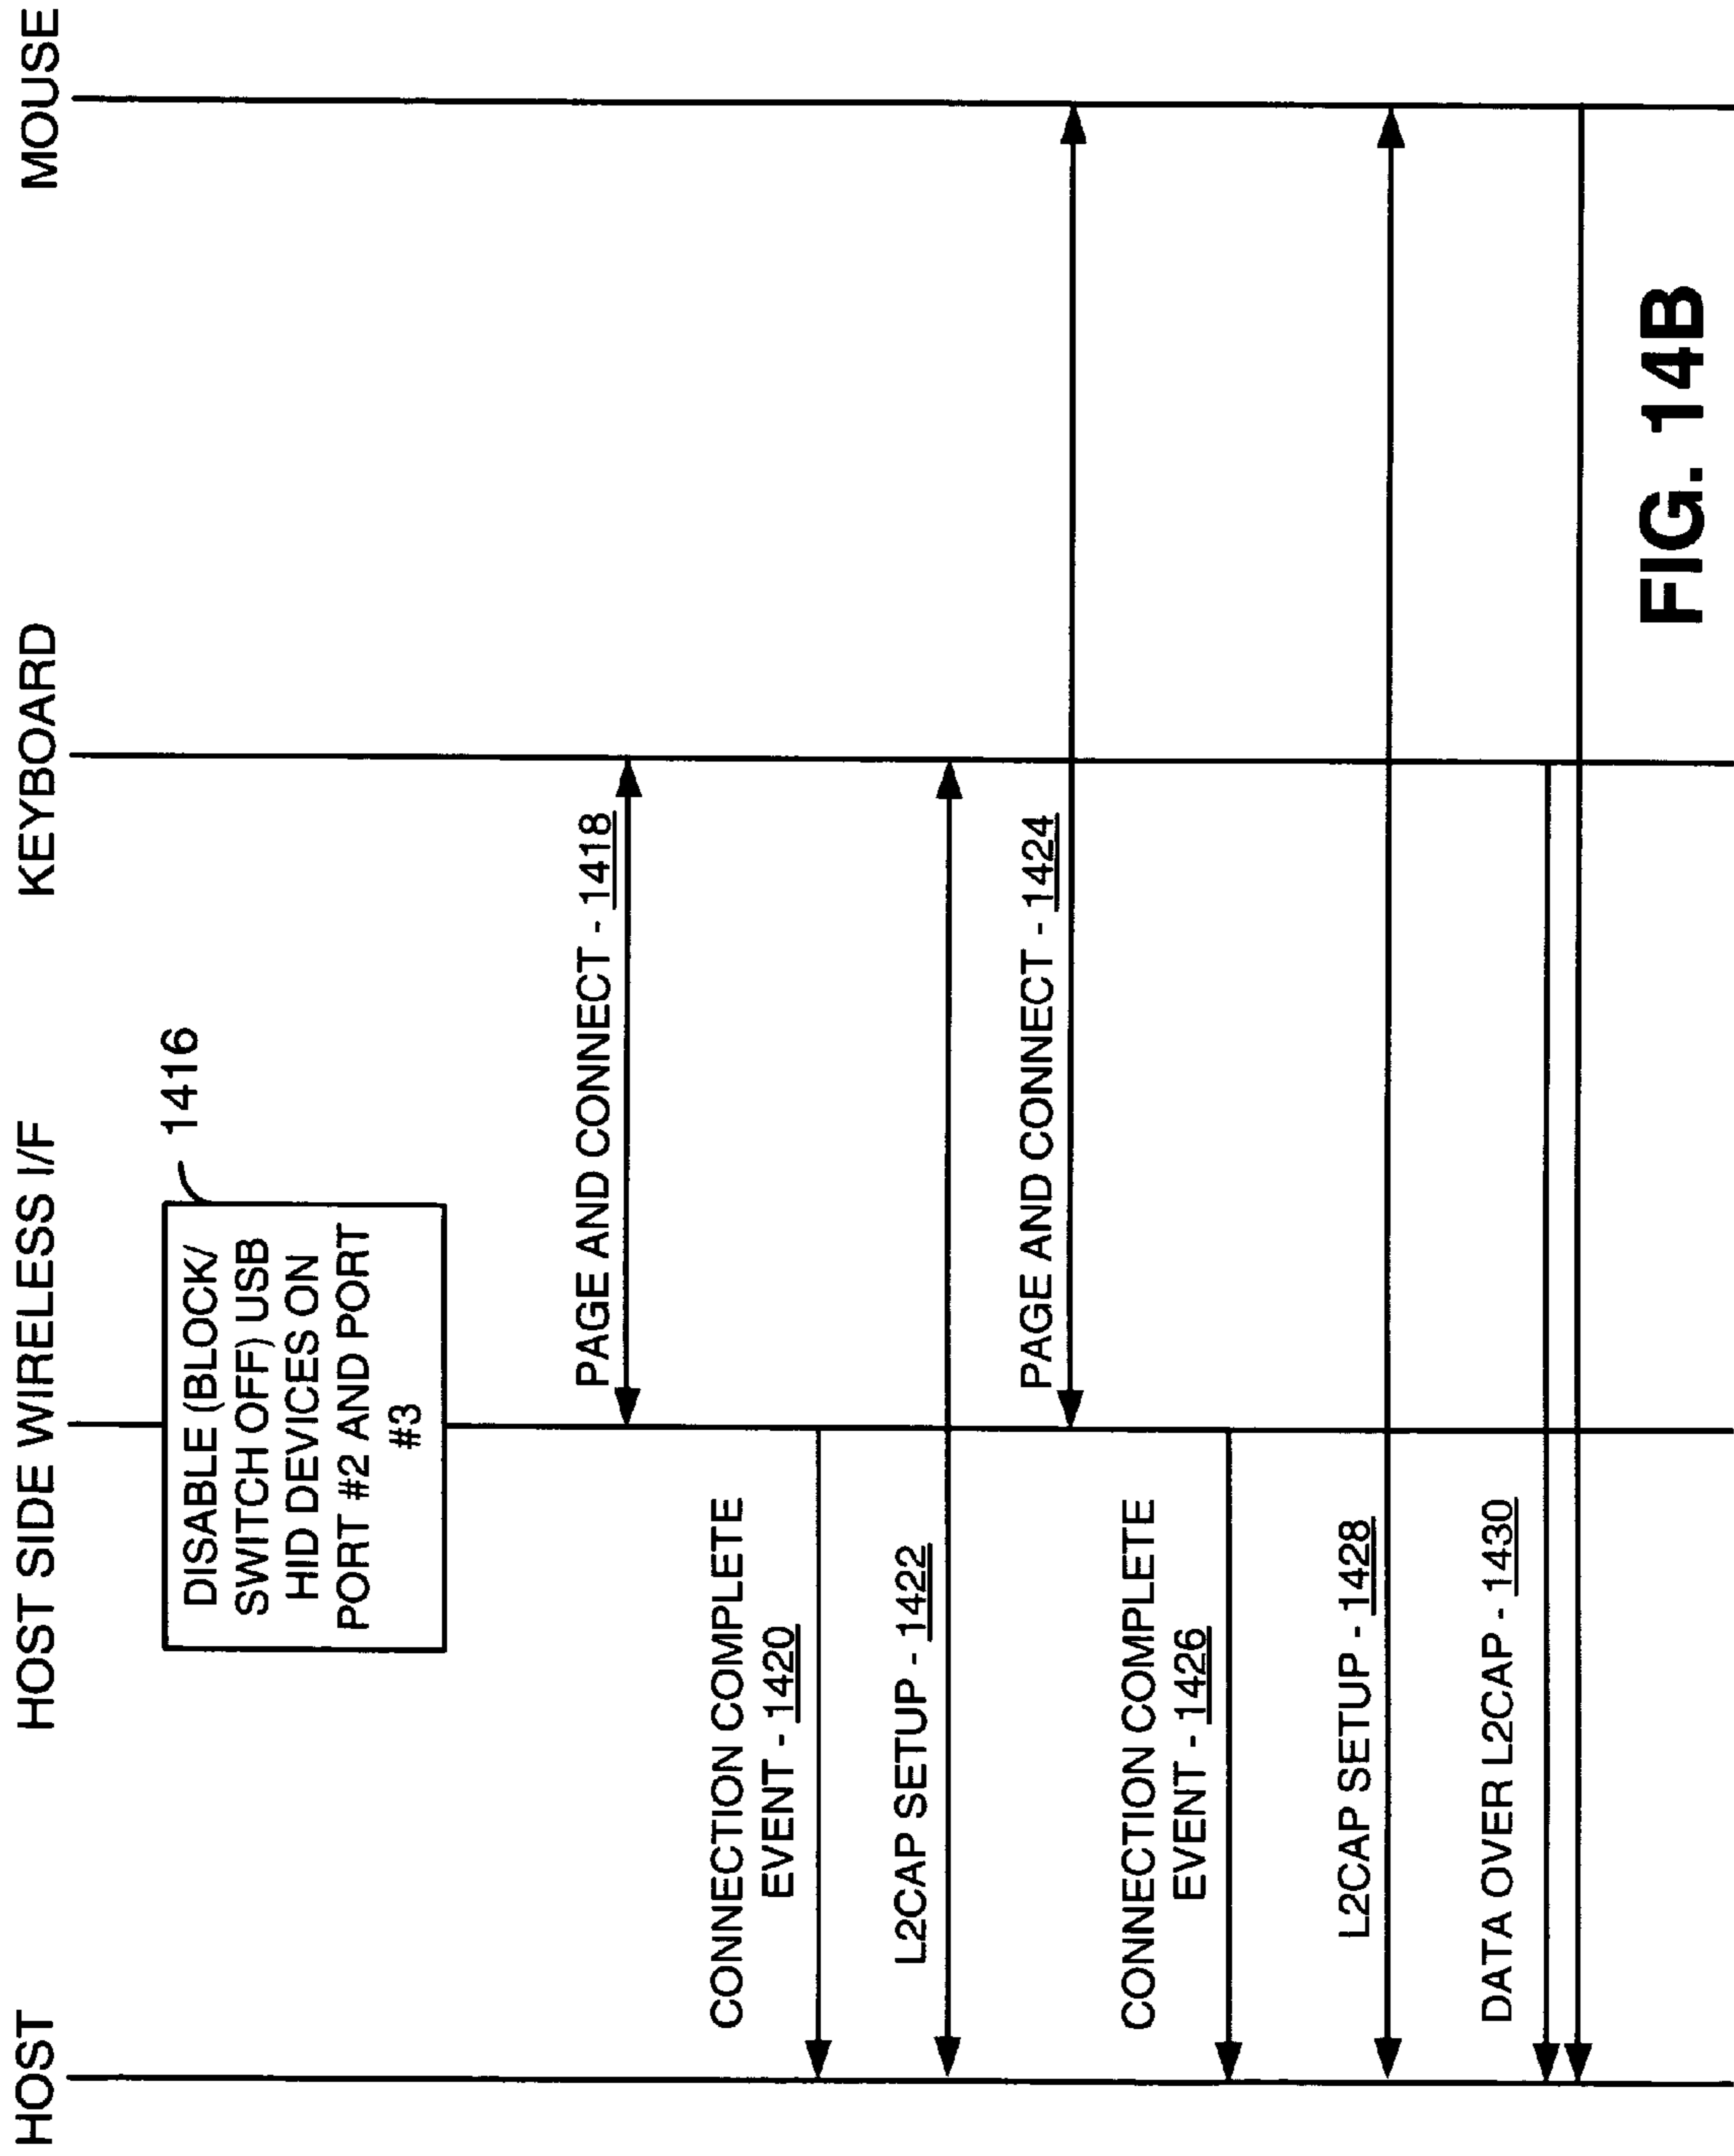 HOST
HOST SIDE WIRELESS I/F
KEYBOARD
MOUSE
1416
DISABLE (BLOCK/
SWITCH OFF) USB
HID DEVICES ON
PORT #2 AND PORT
#3
PAGE AND CONNECT - 1418
CONNECTION COMPLETE
EVENT - 1420
L2CAP SETUP - 1422
PAGE AND CONNECT - 1424
CONNECTION COMPLETE
EVENT - 1426
L2CAP SETUP - 1428
DATA OVER L2CAP - 1430
FIG. 14B